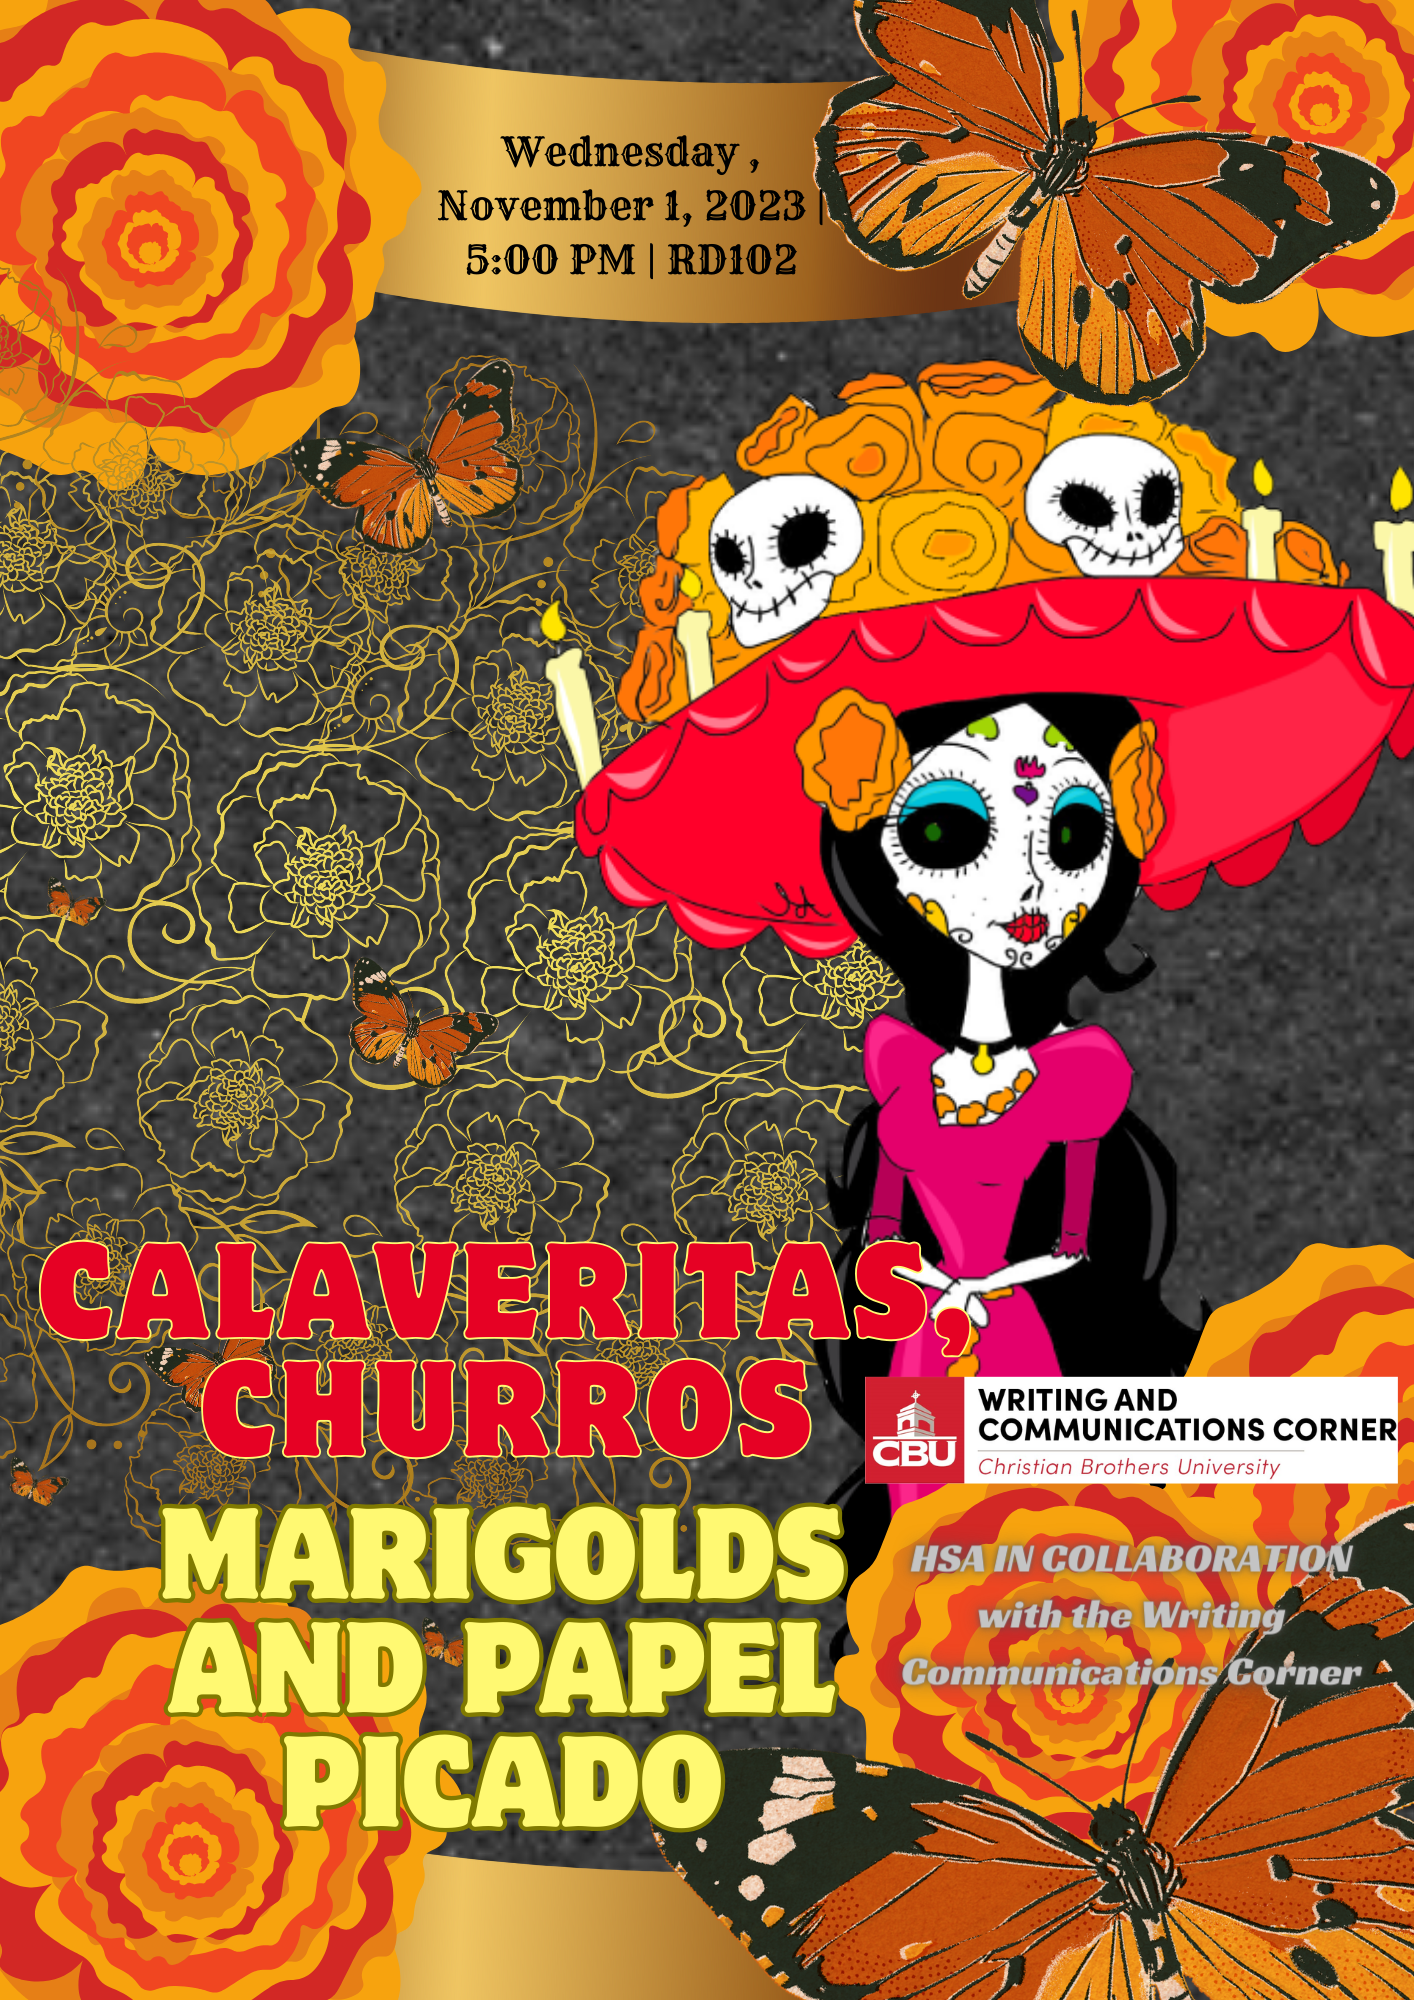 Wednesday ,
November 1, 2023 |
5:00 PM | RD102
CALAVERITAS,
CHURROS
CBU
WRITING AND
COMMUNICATIONS CORNER
Christian Brothers University
MARIGOLDS
AND PAPEL
PICADO
HSA IN COLLABORATION
with the Writing
Communications Corner